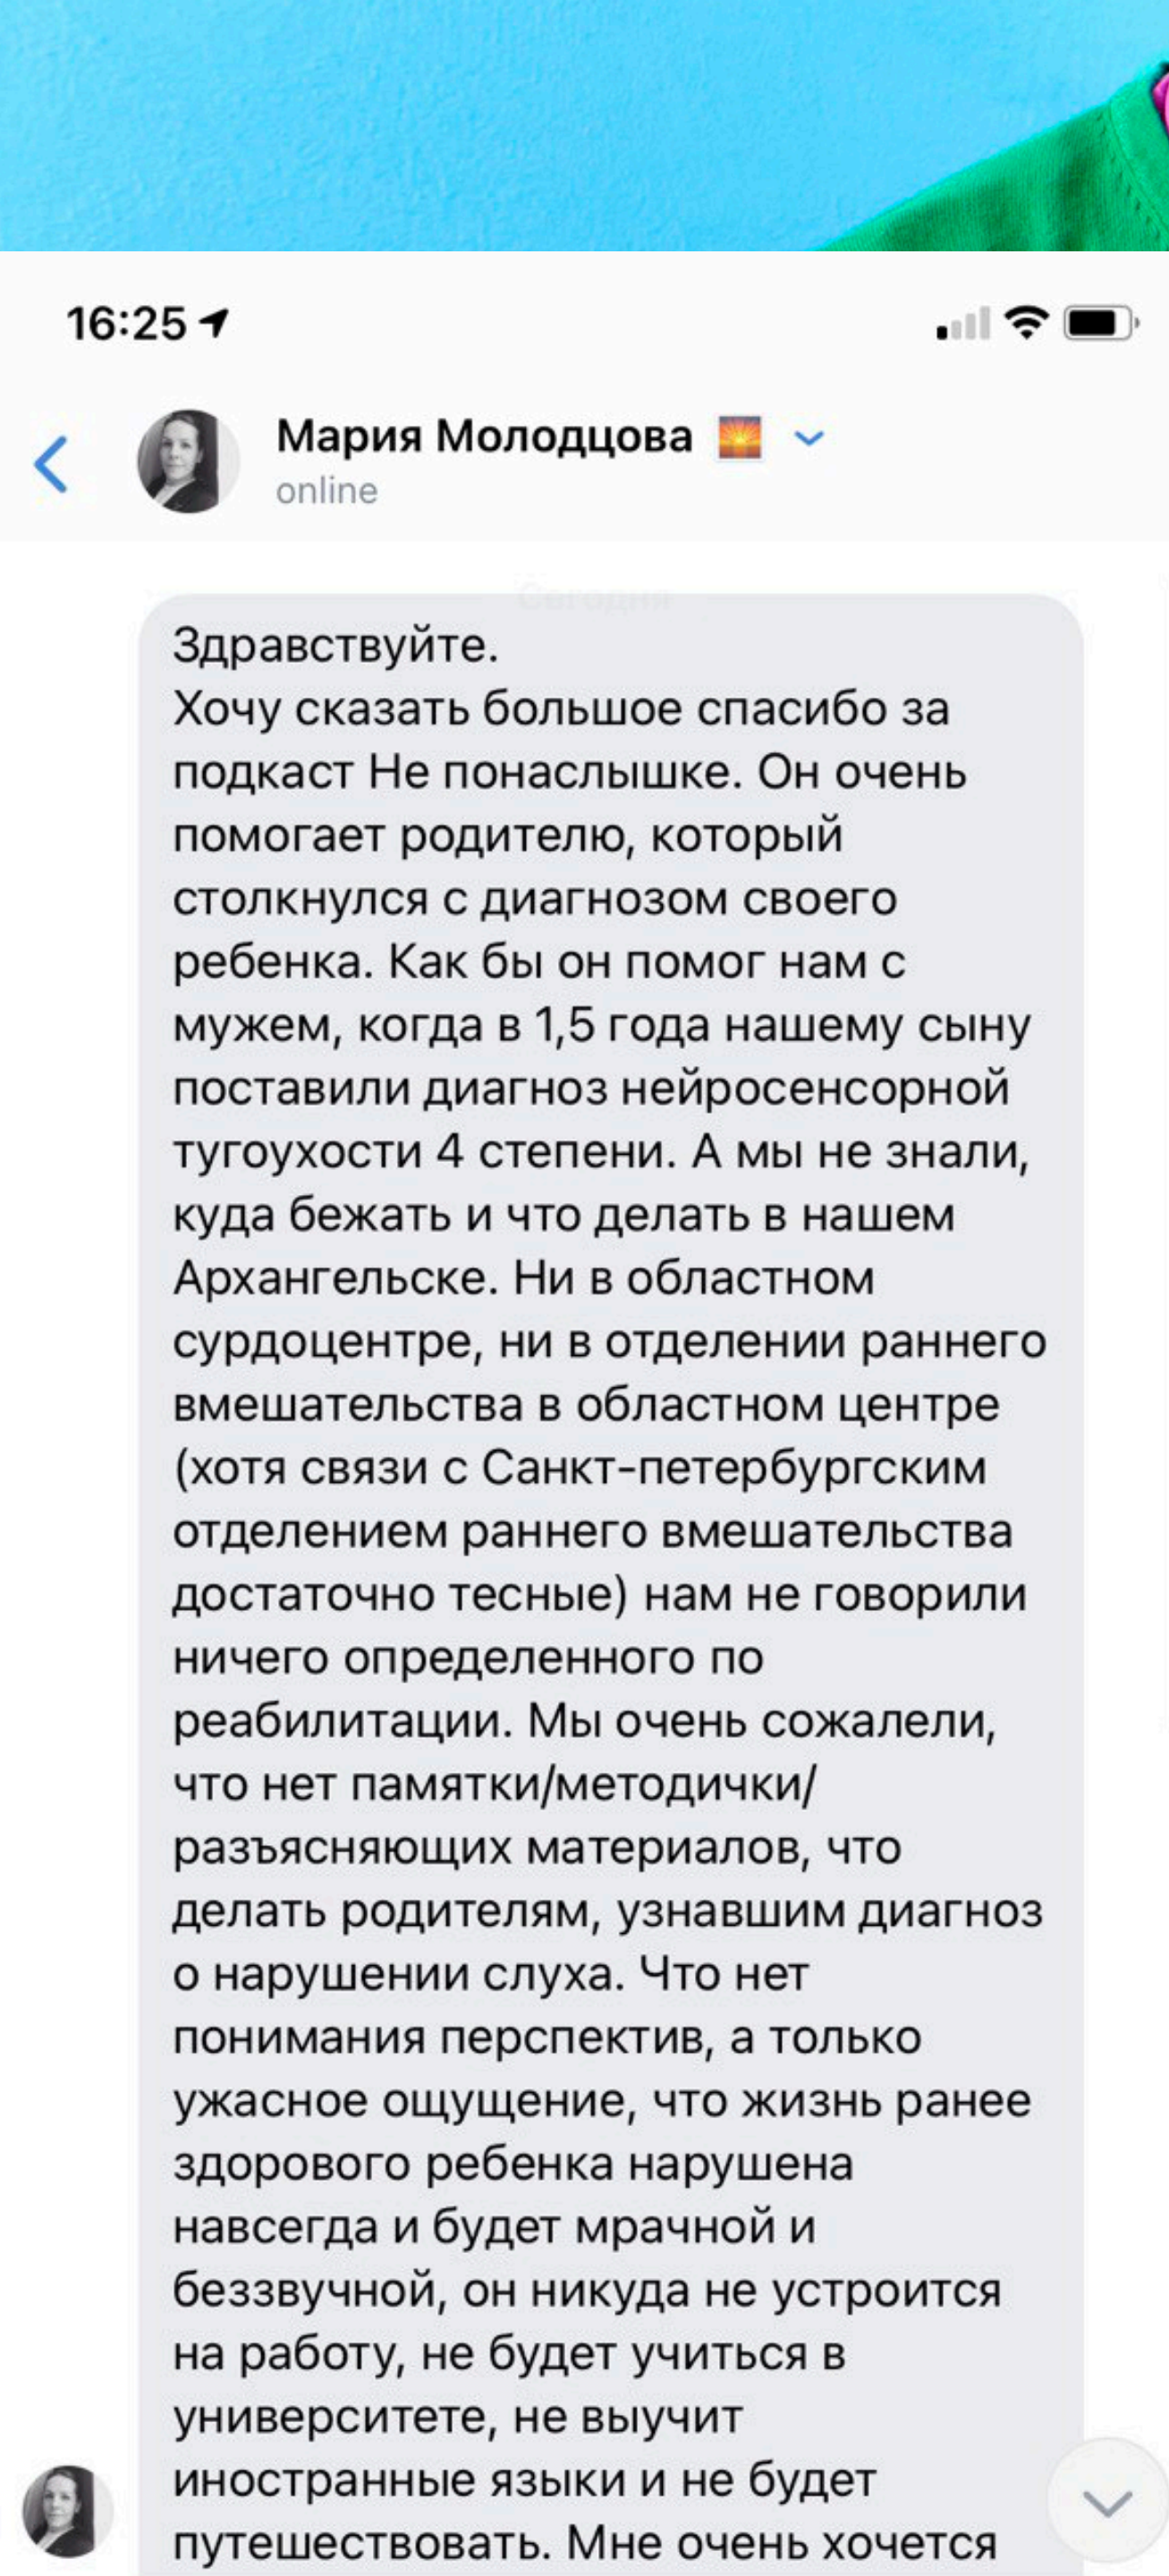 16:25
Мария Молодцова
online
Сегодня
Здравствуйте.
Хочу сказать большое спасибо за
подкаст Не понаслышке. Он очень
помогает родителю, который
столкнулся с диагнозом своего
ребенка. Как бы он помог нам с
мужем, когда в 1,5 года нашему сыну
поставили диагноз нейросенсорной
тугоухости 4 степени. А мы не знали,
куда бежать и что делать в нашем
Архангельске. Ни в областном
сурдоцентре, ни в отделении раннего
вмешательства в областном центре
(хотя связи с Санкт-петербургским
отделением раннего вмешательства
достаточно тесные) нам не говорили
ничего определенного по
реабилитации. Мы очень сожалели,
что нет памятки/методички/
разъясняющих материалов, что
делать родителям, узнавшим диагноз
о нарушении слуха. Что нет
понимания перспектив, а только
ужасное ощущение, что жизнь ранее
здорового ребенка нарушена
навсегда и будет мрачной и
беззвучной, он никуда не устроится
на работу, не будет учиться в
университете, не выучит
иностранные языки и не будет
путешествовать. Мне очень хочется